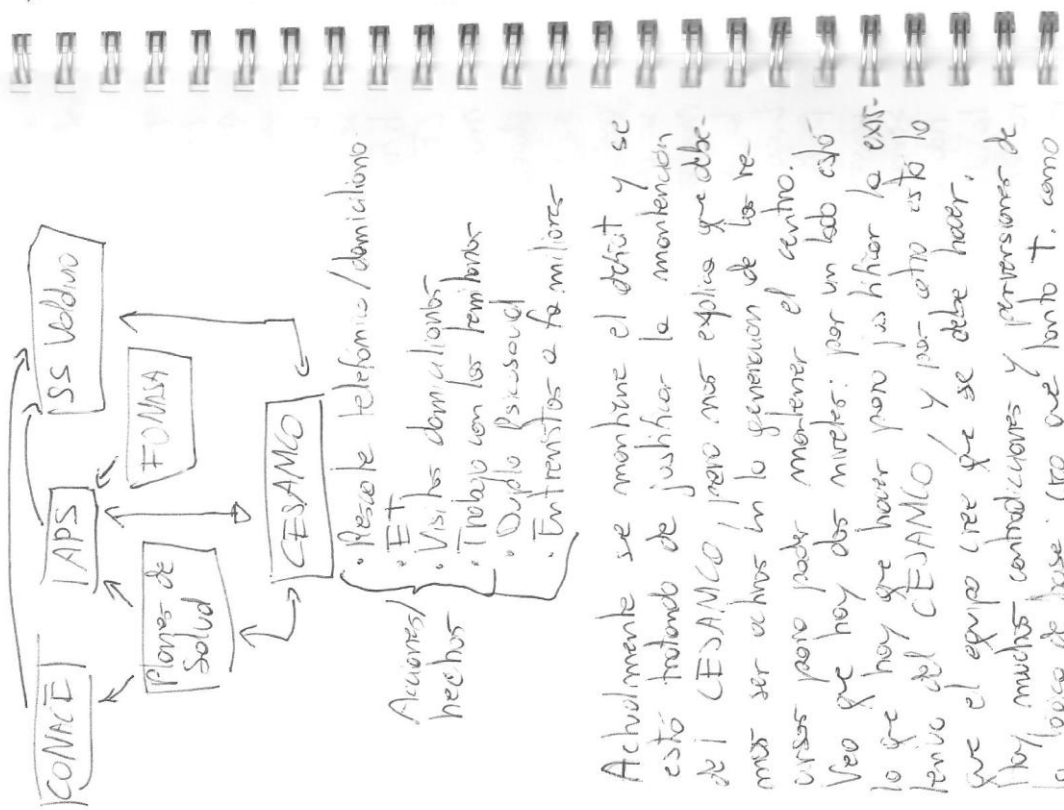 CONACE
APS
SS Valdivia
FONASA
Planes de
Salud
CESAMCO
Acciones/
hechos
• Rescate telefónico/domiciliario
• ET
• Visitas domiciliarias
• Trabajo con los familiares
• Dupla Psicosocial
• Entrevistas a familiares
Actualmente se mantiene el déficit y se
está tratando de justificar la mantención
del CESAMCO, pero nos explica que debe-
mos ser activos en la generación de los re-
cursos para poder mantener el centro.
Veo que hay dos niveles: por un lado está
lo que hay que hacer para justificar la exis-
tencia del CESAMCO y por otro está lo
que el equipo cree que se debe hacer.
Hay muchas contradicciones y perversiones de
la lógica de base. Creo que tanto T. como